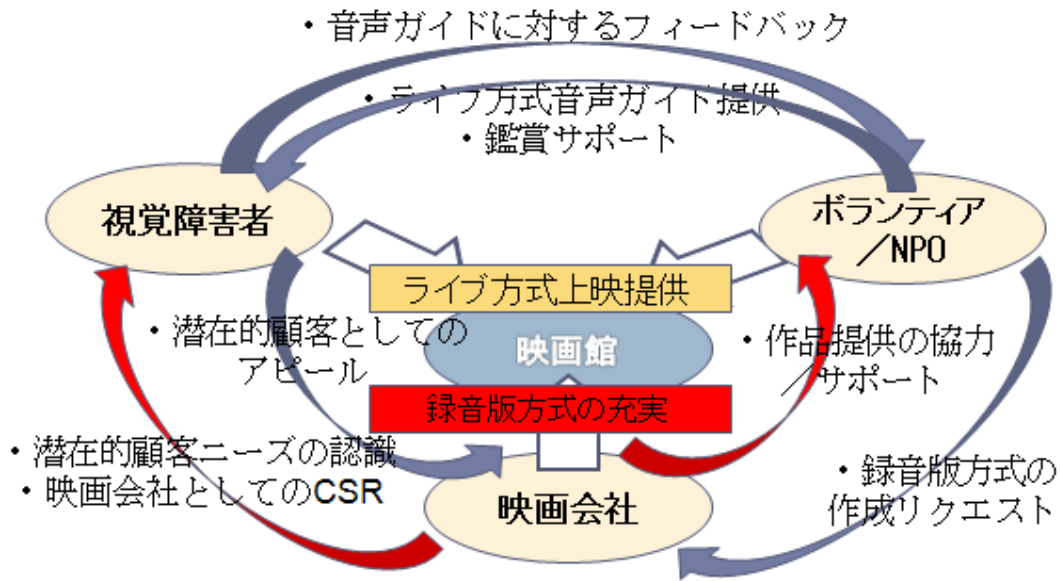 ・音声ガイドに対するフィードバック
・ライブ方式音声ガイド提供
・鑑賞サポート
視覚障害者
ボランティア
／NPO
ライブ方式上映提供
映画館
録音版方式の充実
・潜在的顧客としての
アピール
・作品提供の協力
／サポート
・潜在的顧客ニーズの認識
・映画会社としてのCSR
映画会社
・録音版方式の
作成リクエスト